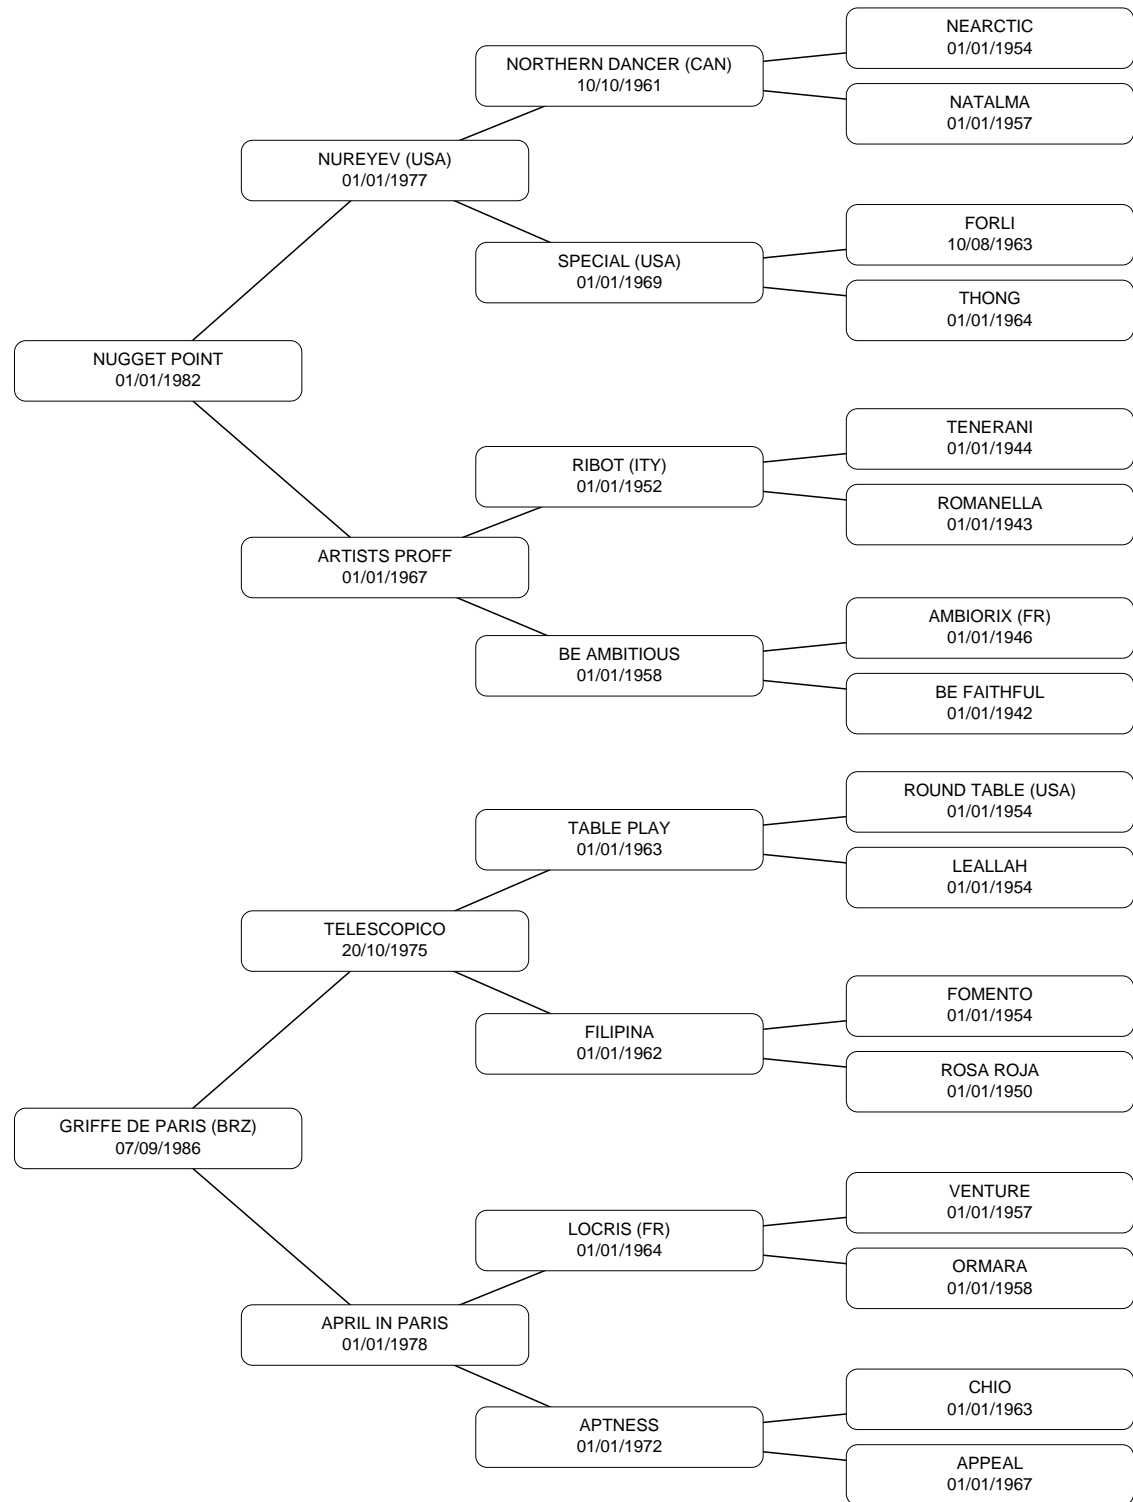 NEARCTIC
01/01/1954
NORTHERN DANCER (CAN)
10/10/1961
NATALMA
01/01/1957
NUREYEV (USA)
01/01/1977
FORLI
10/08/1963
SPECIAL (USA)
01/01/1969
THONG
01/01/1964
NUGGET POINT
01/01/1982
TENERANI
01/01/1944
RIBOT (ITY)
01/01/1952
ROMANELLA
01/01/1943
ARTISTS PROFF
01/01/1967
AMBIORIX (FR)
01/01/1946
BE AMBITIOUS
01/01/1958
BE FAITHFUL
01/01/1942
ROUND TABLE (USA)
01/01/1954
TABLE PLAY
01/01/1963
LEALLAH
01/01/1954
TELESCOPICO
20/10/1975
FOMENTO
01/01/1954
FILIPINA
01/01/1962
ROSA ROJA
01/01/1950
GRIFFE DE PARIS (BRZ)
07/09/1986
VENTURE
01/01/1957
LOCRIS (FR)
01/01/1964
ORMARA
01/01/1958
APRIL IN PARIS
01/01/1978
CHIO
01/01/1963
APTNESS
01/01/1972
APPEAL
01/01/1967